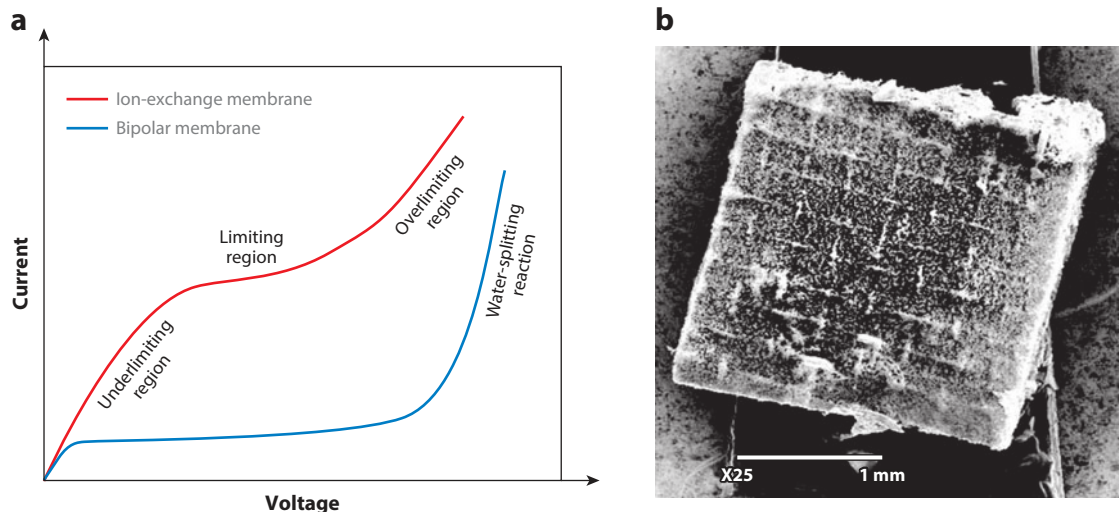 a
Ion-exchange membrane
Bipolar membrane
Current
Voltage
Underlimiting
region
Limiting
region
Overlimiting
region
Water-splitting
reaction
b
X25
1 mm